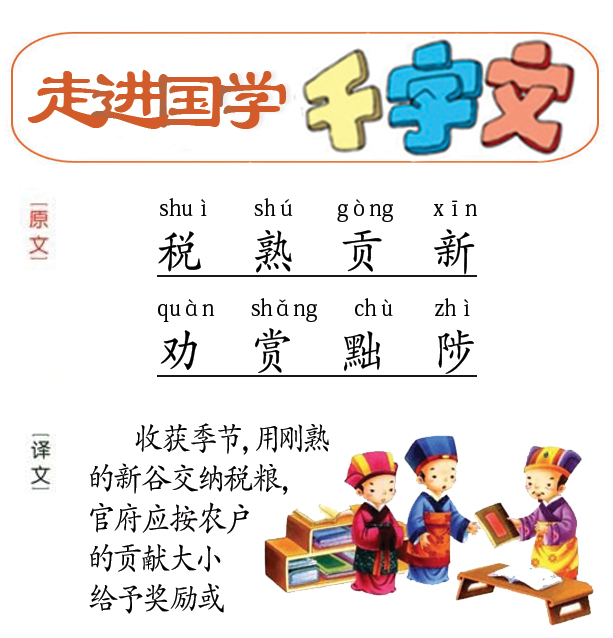 走进国学 千字文
原文
shuì shú gòng xīn
税 熟 贡 新
quàn shǎng chù zhì
劝 赏 黜 陟
译文
收获季节,用刚熟
的新谷交纳税粮,
官府应按农户
的贡献大小
给予奖励或